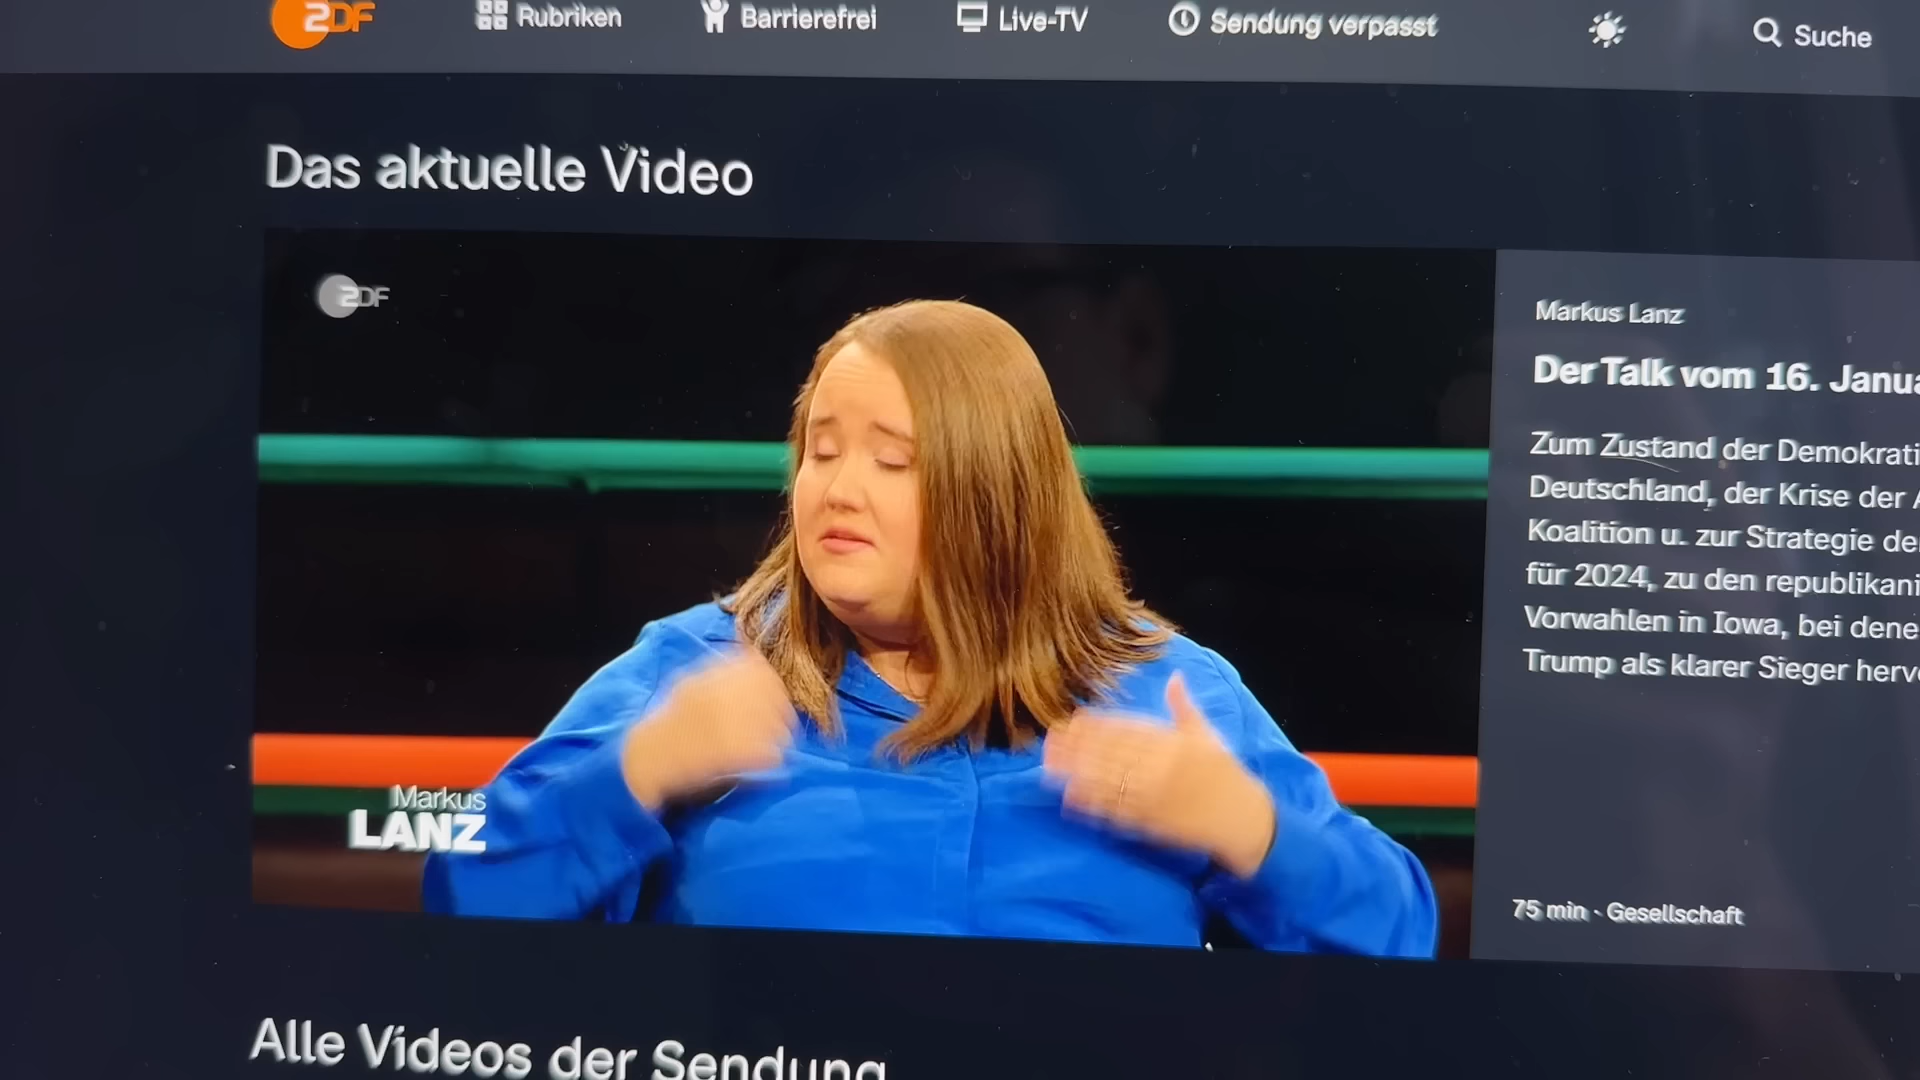 ZDF
Rubriken
Barrierefrei
Live-TV
Sendung verpasst
Suche
Das aktuelle Video
ZDF
Markus
LANZ
Markus Lanz
Der Talk vom 16.
Zum Zustand der
Deutschland, der Krise der
Koalition u. zur Strategie
für 2024, zu den
Vorwahlen in Iowa, bei
Trump als klarer Sieger
75 min · Gesellschaft
Alle Videos der Sendung